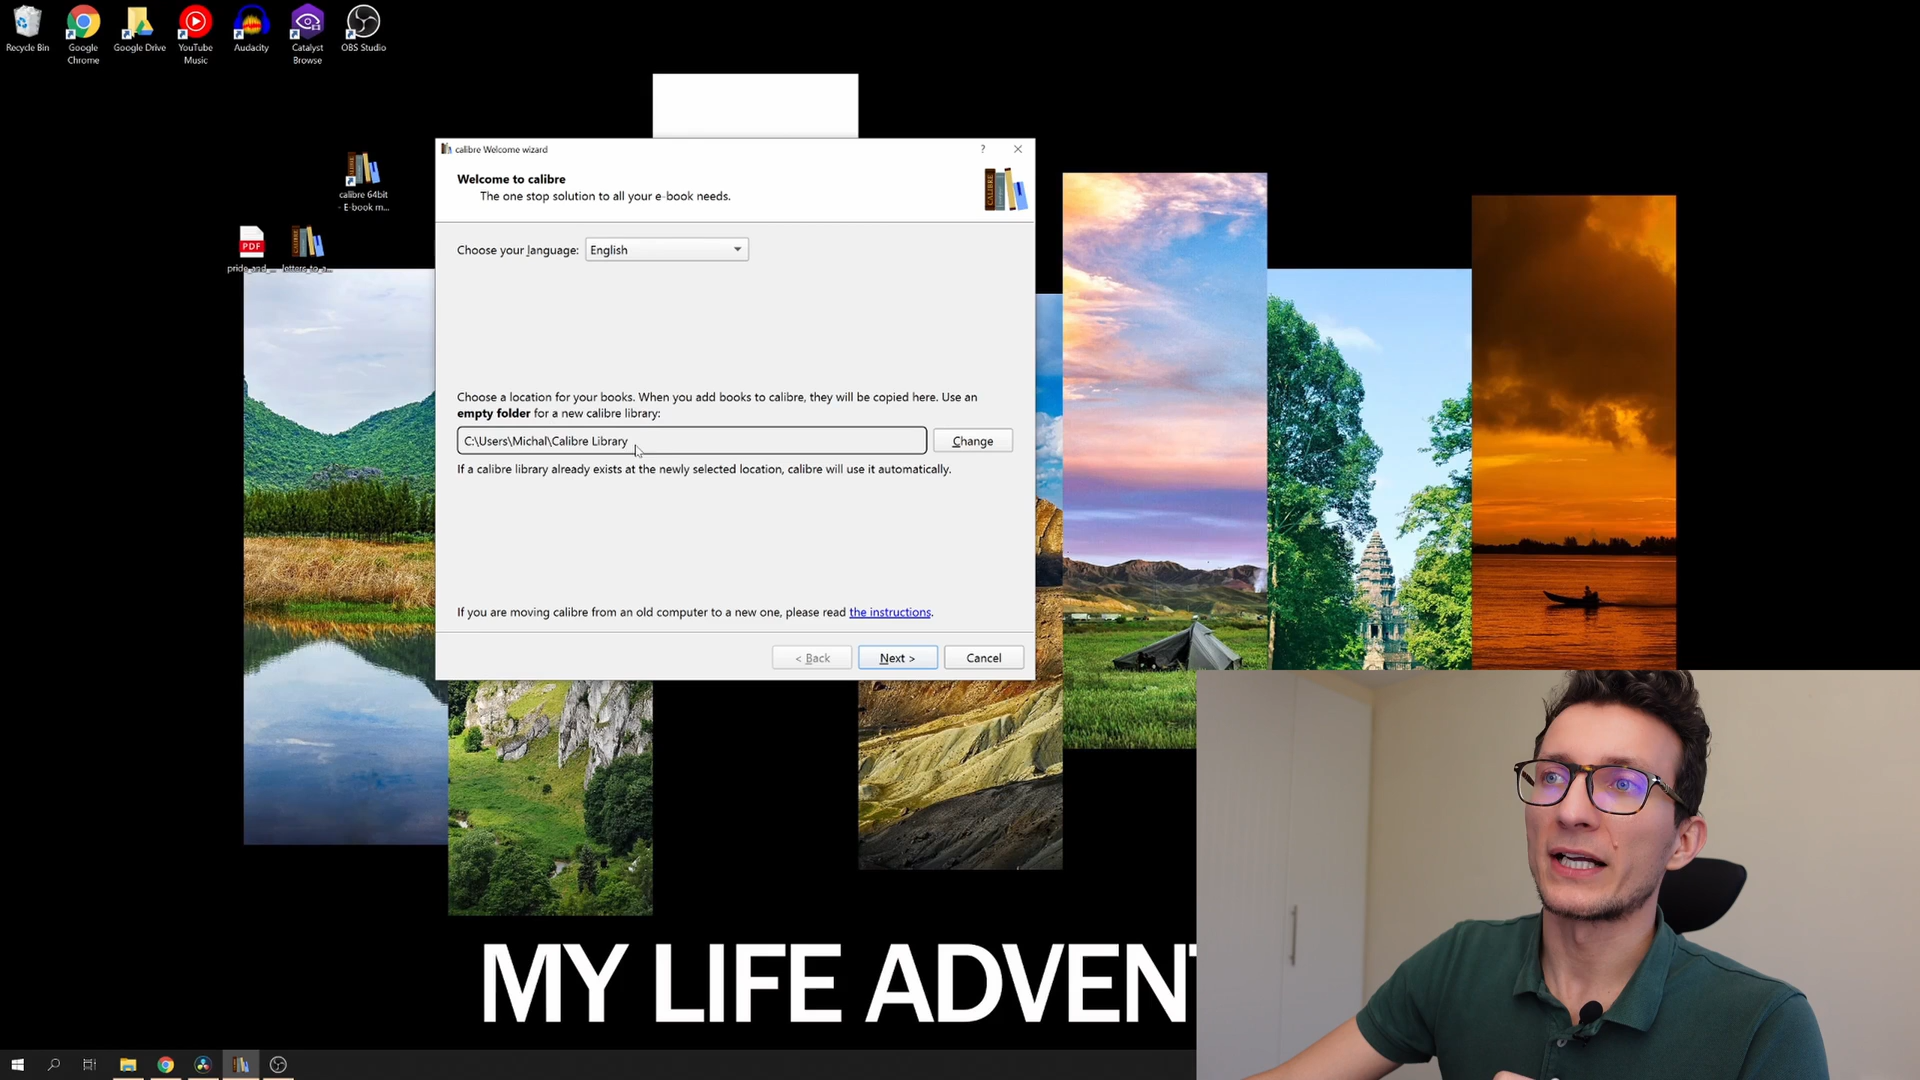 Recycle Bin
Google Chrome
Google Drive
YouTube Music
Audacity
Catalyst Browse
OBS Studio
calibre 64bit
- E-book m...
PDF
pride_and_...
letters_to_a...
calibre Welcome wizard
?
Welcome to calibre
The one stop solution to all your e-book needs.
CALIBRE
Choose your language:
English
Choose a location for your books. When you add books to calibre, they will be copied here. Use an
empty folder for a new calibre library:
C:\Users\Michal\Calibre Library
Change
If a calibre library already exists at the newly selected location, calibre will use it automatically.
If you are moving calibre from an old computer to a new one, please read the instructions.
< Back
Next >
Cancel
MY LIFE ADVENT